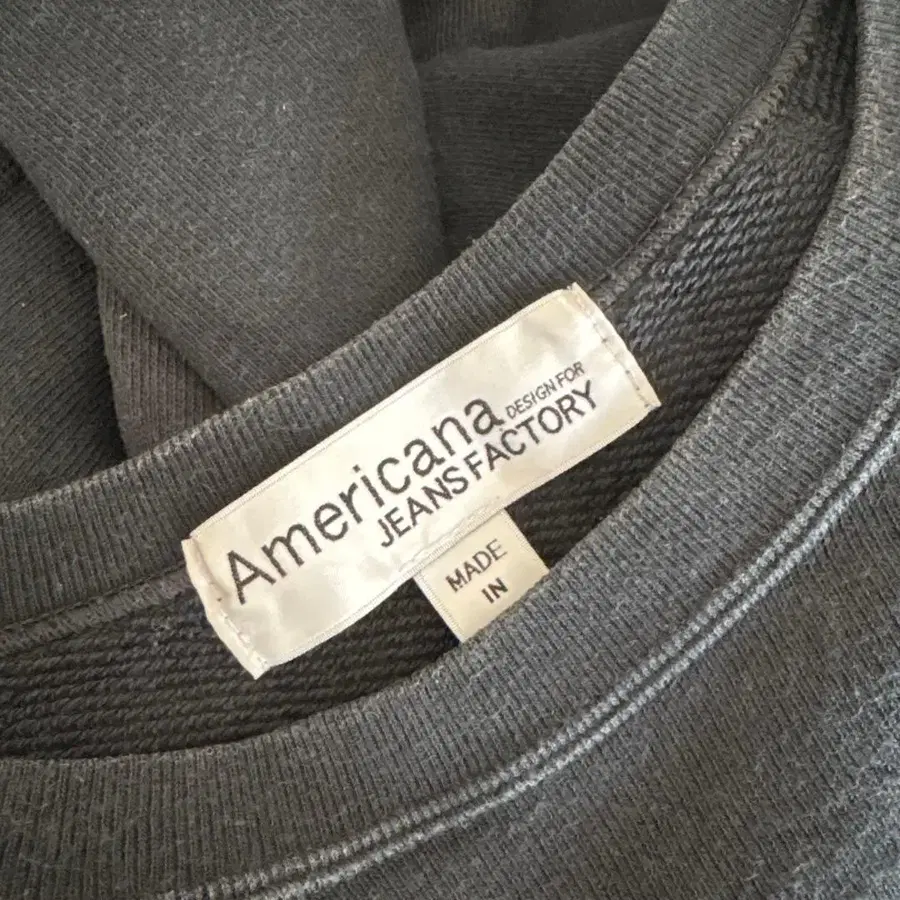 Americana DESIGN FOR
JEANS FACTORY
MADE
IN